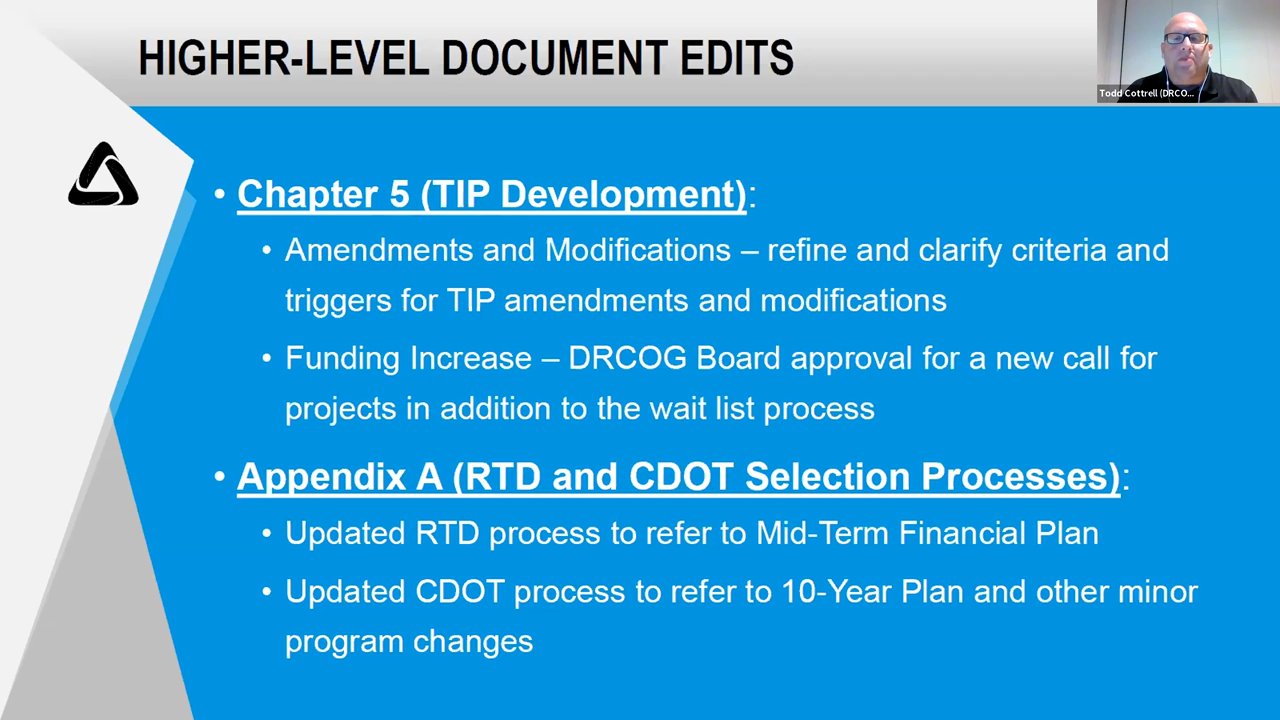 HIGHER-LEVEL DOCUMENT EDITS
Todd Cottrell (DRCO...
• Chapter 5 (TIP Development):
• Amendments and Modifications – refine and clarify criteria and
triggers for TIP amendments and modifications
• Funding Increase – DRCOG Board approval for a new call for
projects in addition to the wait list process
• Appendix A (RTD and CDOT Selection Processes):
• Updated RTD process to refer to Mid-Term Financial Plan
• Updated CDOT process to refer to 10-Year Plan and other minor
program changes